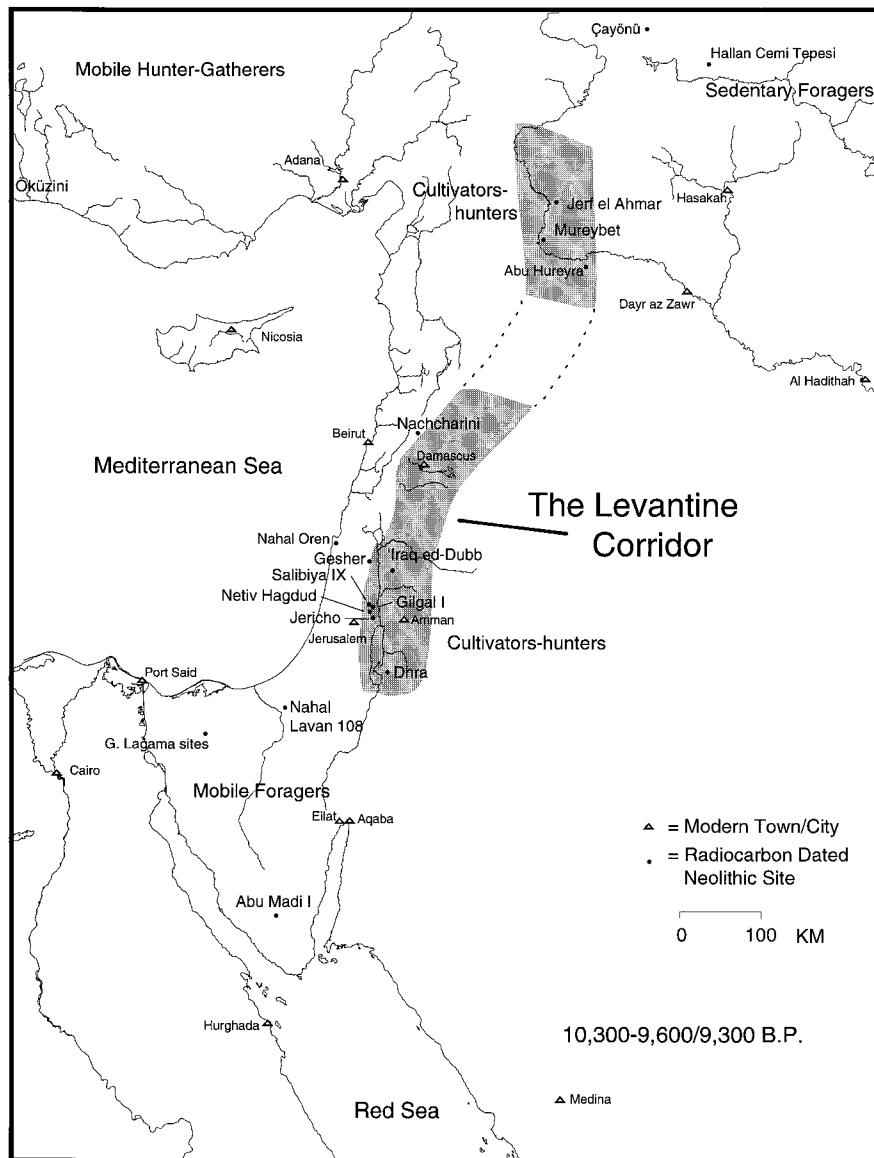 Çayönü
Hallan Cemi Tepesi
Mobile Hunter-Gatherers
Sedentary Foragers
Adana
Öküzini
Cultivators-
hunters
Hasakah
Jerf el Ahmar
Mureybet
Abu Hureyra
Dayr az Zawr
Nicosia
Al Hadithah
Nachcharini
Beirut
Damascus
Mediterranean Sea
The Levantine
Corridor
Nahal Oren
Gesher
Iraq ed-Dubb
Salibiya IX
Netiv Hagdud
Gilgal I
Jericho
Amman
Jerusalem
Cultivators-hunters
Port Said
Dhra
Nahal
Lavan 108
G. Lagama sites
Cairo
Mobile Foragers
Eilat
Aqaba
= Modern Town/City
= Radiocarbon Dated
Neolithic Site
Abu Madi I
0 100 KM
Hurghada
10,300-9,600/9,300 B.P.
Medina
Red Sea